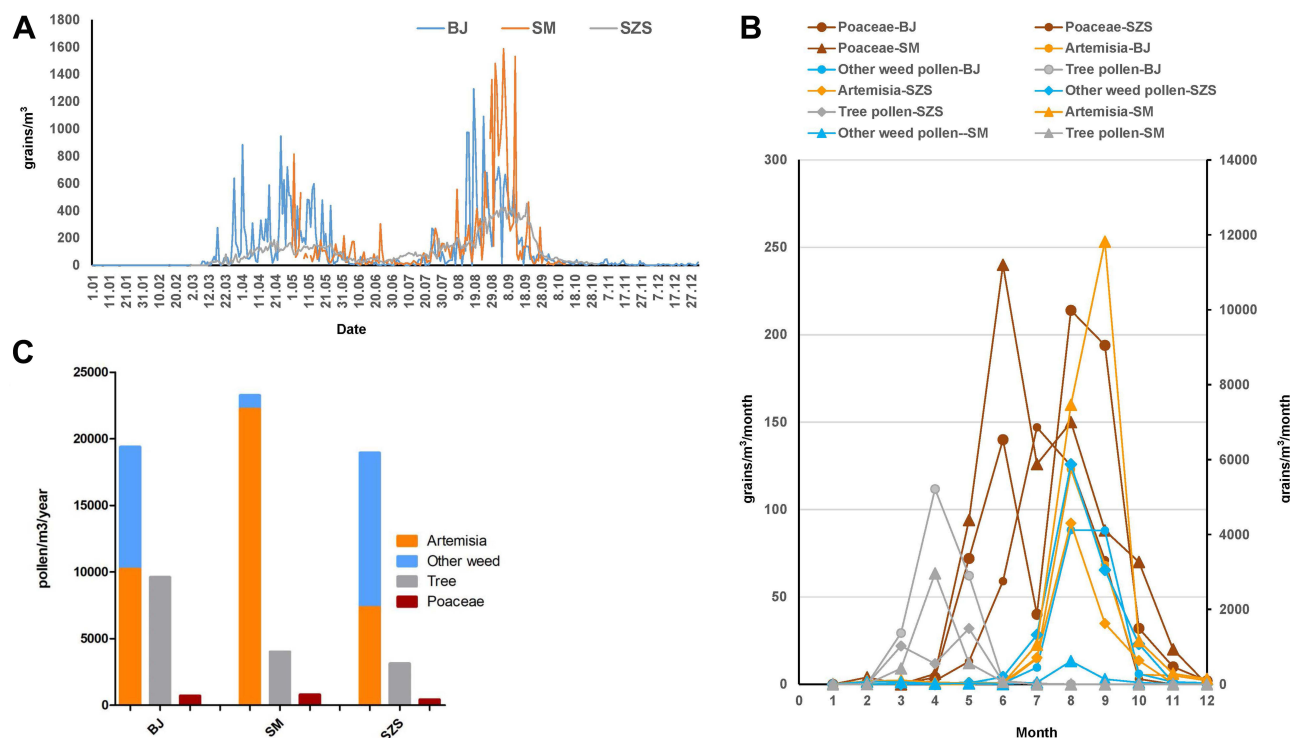 A
BJ SM SZS
1800
1600
1400
1200
1000
800
600
400
200
0
grains/m³
1.01 11.01 21.01 31.01 10.02 20.02 2.03 12.03 22.03 1.04 11.04 21.04 1.05 11.05 21.05 31.05 10.06 20.06 30.06 10.07 20.07 30.07 9.08 19.08 29.08 8.09 18.09 28.09 8.10 18.10 28.10 7.11 17.11 27.11 7.12 17.12 27.12
Date
B
Poaceae-BJ Poaceae-SZS
Poaceae-SM Artemisia-BJ
Other weed pollen-BJ Tree pollen-BJ
Artemisia-SZS Other weed pollen-SZS
Tree pollen-SZS Artemisia-SM
Other weed pollen--SM Tree pollen-SM
300 14000
12000
250
10000
200
8000
150
6000
100
4000
50
2000
0 0
grains/m³/month
grains/m³/month
0 1 2 3 4 5 6 7 8 9 10 11 12
Month
C
25000
20000
15000
10000
5000
0
pollen/m3/year
Artemisia
Other weed
Tree
Poaceae
BJ SM SZS